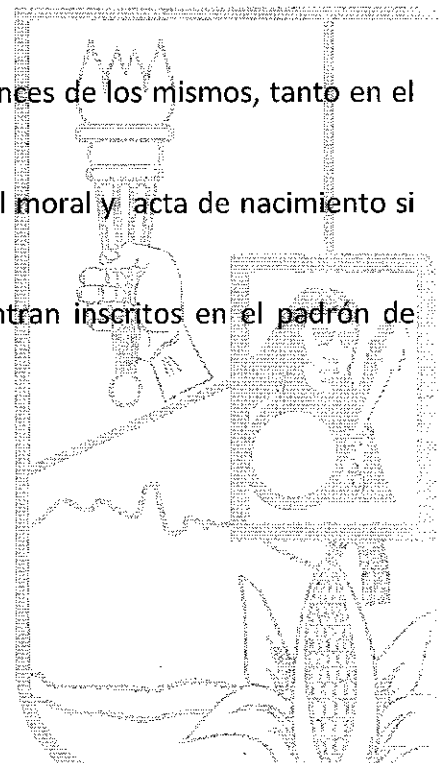 nces de los mismos, tanto en el
l moral y acta de nacimiento si
ntran inscritos en el padrón de